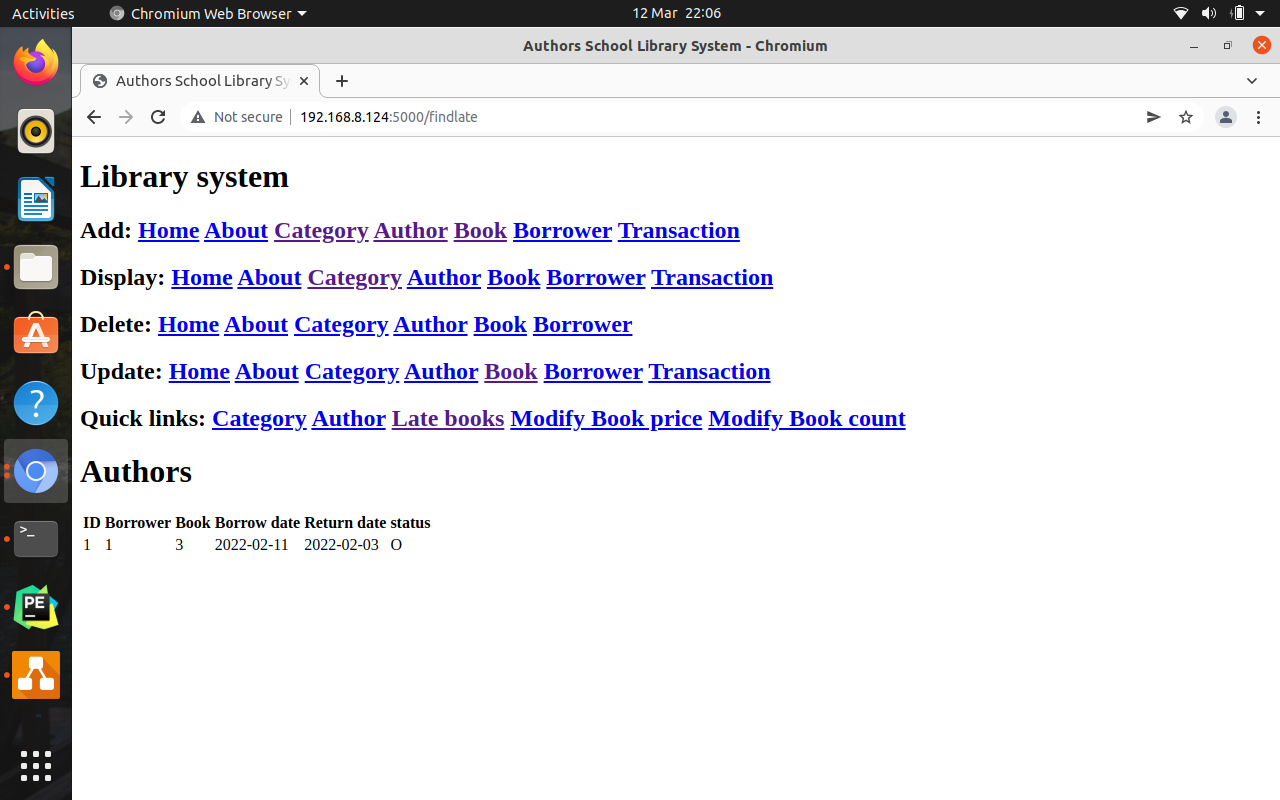 Activities Chromium Web Browser 12 Mar 22:06
Authors School Library System - Chromium
Authors School Library Sy
Not secure 192.168.8.124:5000/findlate
Library system
Add: Home About Category Author Book Borrower Transaction
Display: Home About Category Author Book Borrower Transaction
Delete: Home About Category Author Book Borrower
Update: Home About Category Author Book Borrower Transaction
Quick links: Category Author Late books Modify Book price Modify Book count
Authors
ID Borrower Book Borrow date Return date status
1 1 3 2022-02-11 2022-02-03 O
>_
PE